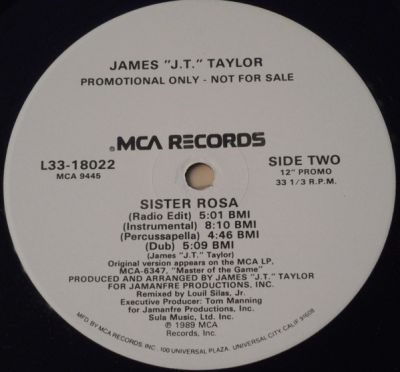 JAMES "J.T." TAYLOR
PROMOTIONAL ONLY - NOT FOR SALE
®MCA RECORDS
L33-18022
MCA 9445
SIDE TWO
12" PROMO
33 1/3 R.P.M.
SISTER ROSA
(Radio Edit) 5:01 BMI
(Instrumental) 8:10 BMI
(Percussapella) 4:46 BMI
(Dub) 5:09 BMI
(James "J.T." Taylor)
Original version appears on the MCA LP.
MCA-6347, "Master of the Game"
PRODUCED AND ARRANGED BY JAMES "J.T." TAYLOR
FOR JAMANFRE PRODUCTIONS, INC.
Remixed by Louil Silas, Jr.
Executive Producer: Tom Manning
for Jamanfre Productions, Inc.
Sula Music, Ltd. Inc.
℗ 1989 MCA
Records, Inc.
MFG BY MCA RECORDS, INC. 100 UNIVERSAL PLAZA, UNIVERSAL CITY, CALIF. 91608